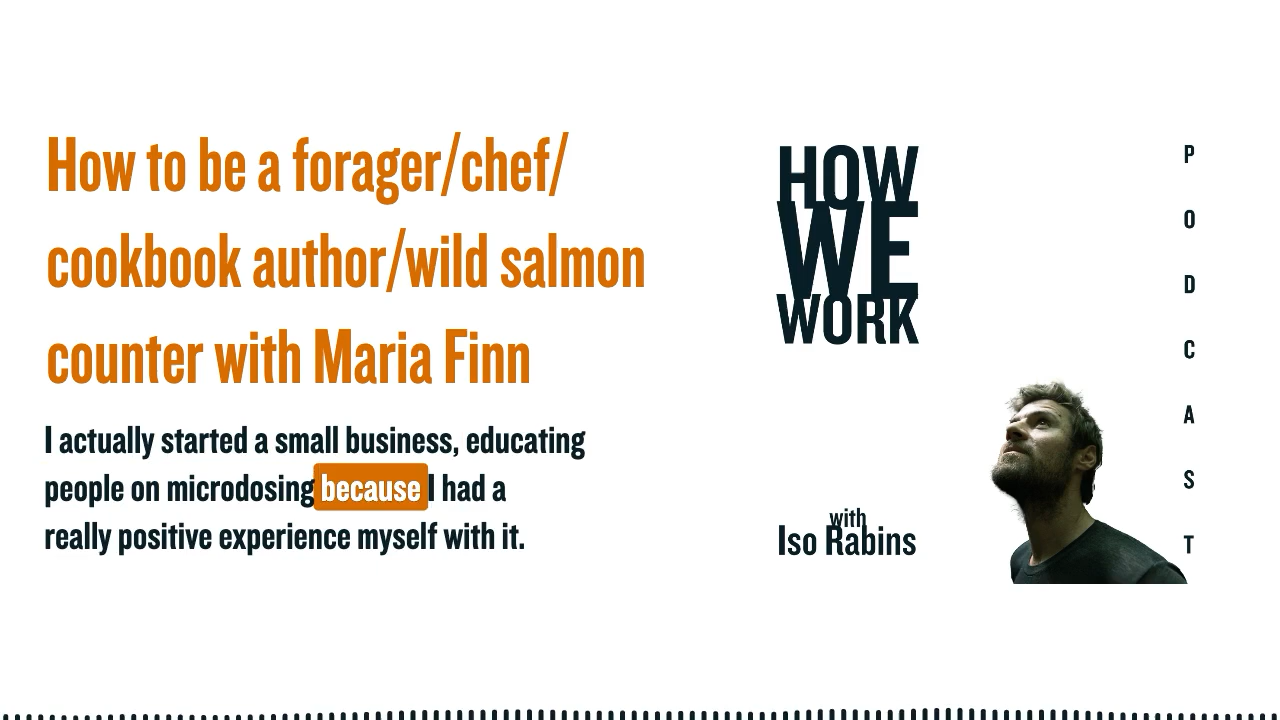 How to be a forager/chef/
cookbook author/wild salmon
counter with Maria Finn
I actually started a small business, educating
people on microdosing because I had a
really positive experience myself with it.
HOW
WE
WORK
with
Iso Rabins
PODCAST